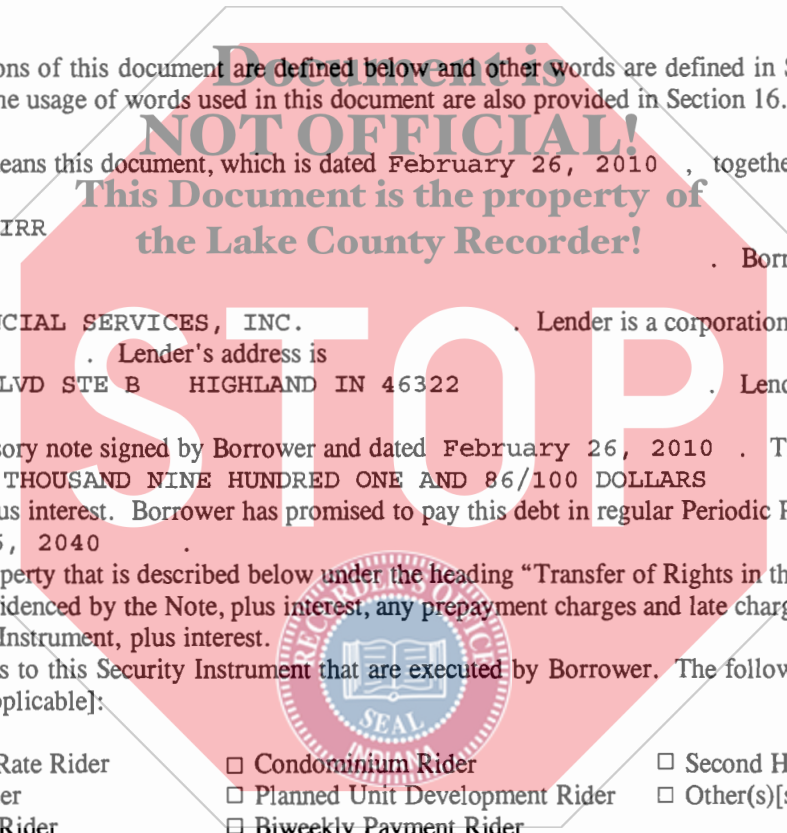 Document is
ons of this document are defined below and other words are defined in S
ne usage of words used in this document are also provided in Section 16.
NOT OFFICIAL!
eans this document, which is dated February 26, 2010 , togethe
This Document is the property of
IRR
the Lake County Recorder!
. Borr
NCIAL SERVICES, INC. . Lender is a corporation
. Lender's address is
LVD STE B HIGHLAND IN 46322 . Lend
STOP
sory note signed by Borrower and dated February 26, 2010 . T
THOUSAND NINE HUNDRED ONE AND 86/100 DOLLARS
us interest. Borrower has promised to pay this debt in regular Periodic P
, 2040 .
perty that is described below under the heading “Transfer of Rights in th
idenced by the Note, plus interest, any prepayment charges and late charg
Instrument, plus interest.
s to this Security Instrument that are executed by Borrower. The follow
plicable]:
RECORDER'S OFFICE
SEAL
INDIANA
Rate Rider □ Condominium Rider □ Second H
er □ Planned Unit Development Rider □ Other(s)[s
Rider □ Biweekly Payment Rider